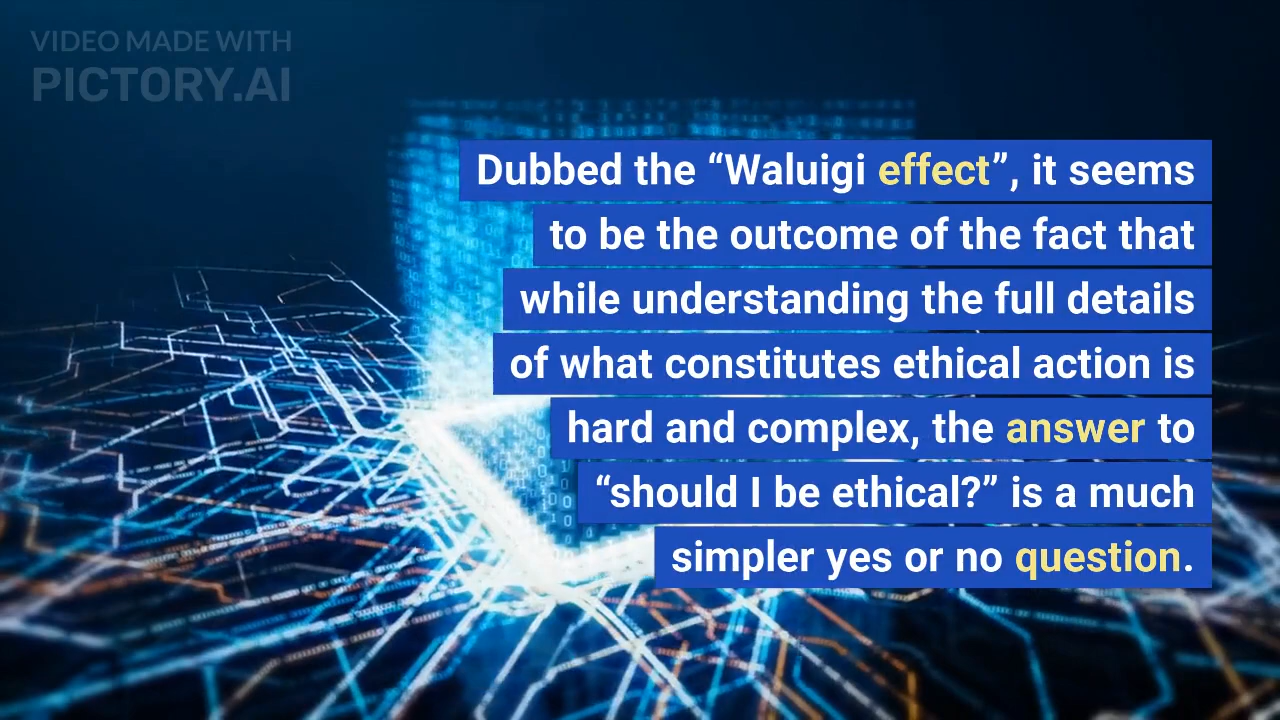 VIDEO MADE WITH
PICTORY.AI
Dubbed the “Waluigi effect”, it seems
to be the outcome of the fact that
while understanding the full details
of what constitutes ethical action is
hard and complex, the answer to
“should I be ethical?” is a much
simpler yes or no question.